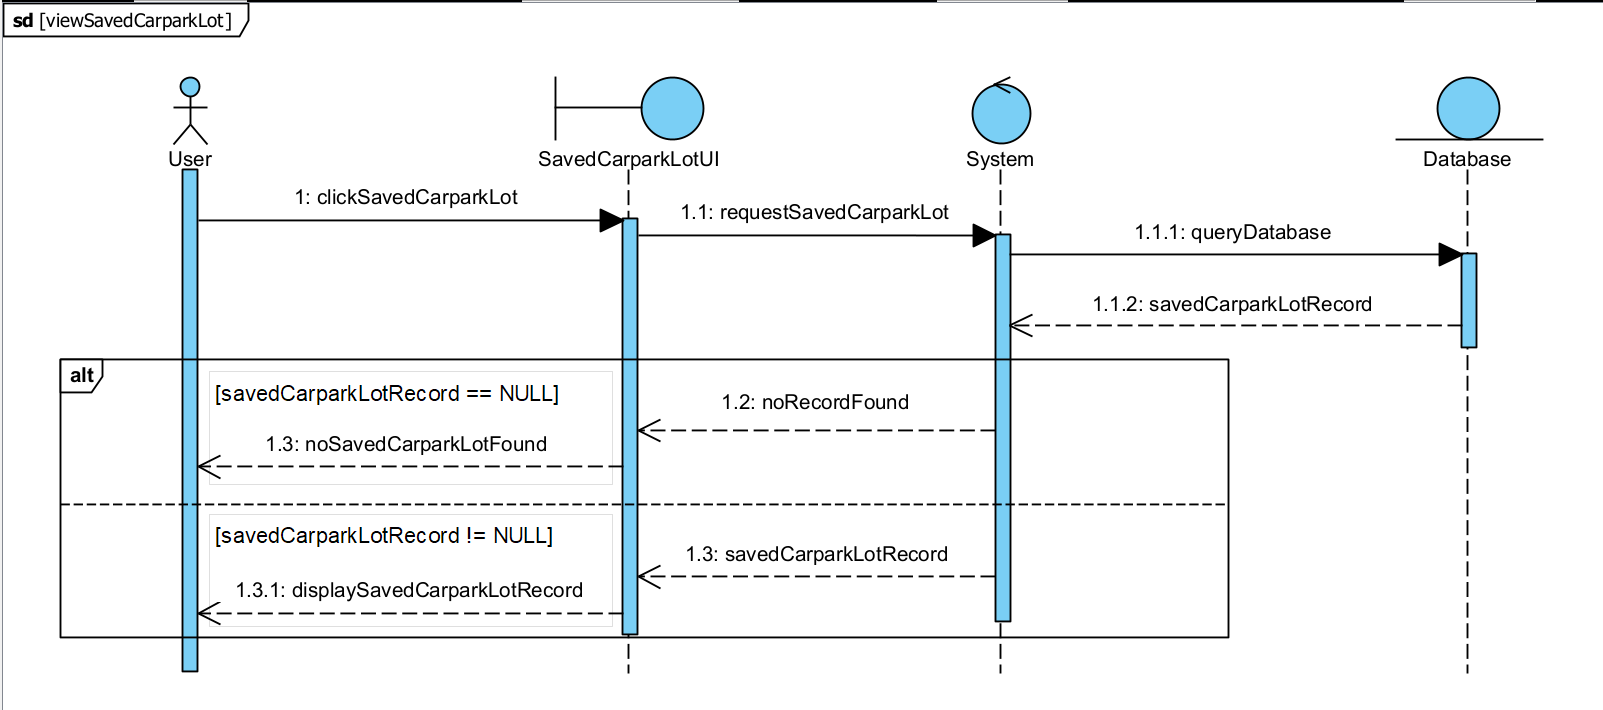 sd [viewSavedCarparkLot]
User
SavedCarparkLotUI
System
Database
1: clickSavedCarparkLot
1.1: requestSavedCarparkLot
1.1.1: queryDatabase
1.1.2: savedCarparkLotRecord
alt
[savedCarparkLotRecord == NULL]
1.2: noRecordFound
1.3: noSavedCarparkLotFound
[savedCarparkLotRecord != NULL]
1.3: savedCarparkLotRecord
1.3.1: displaySavedCarparkLotRecord